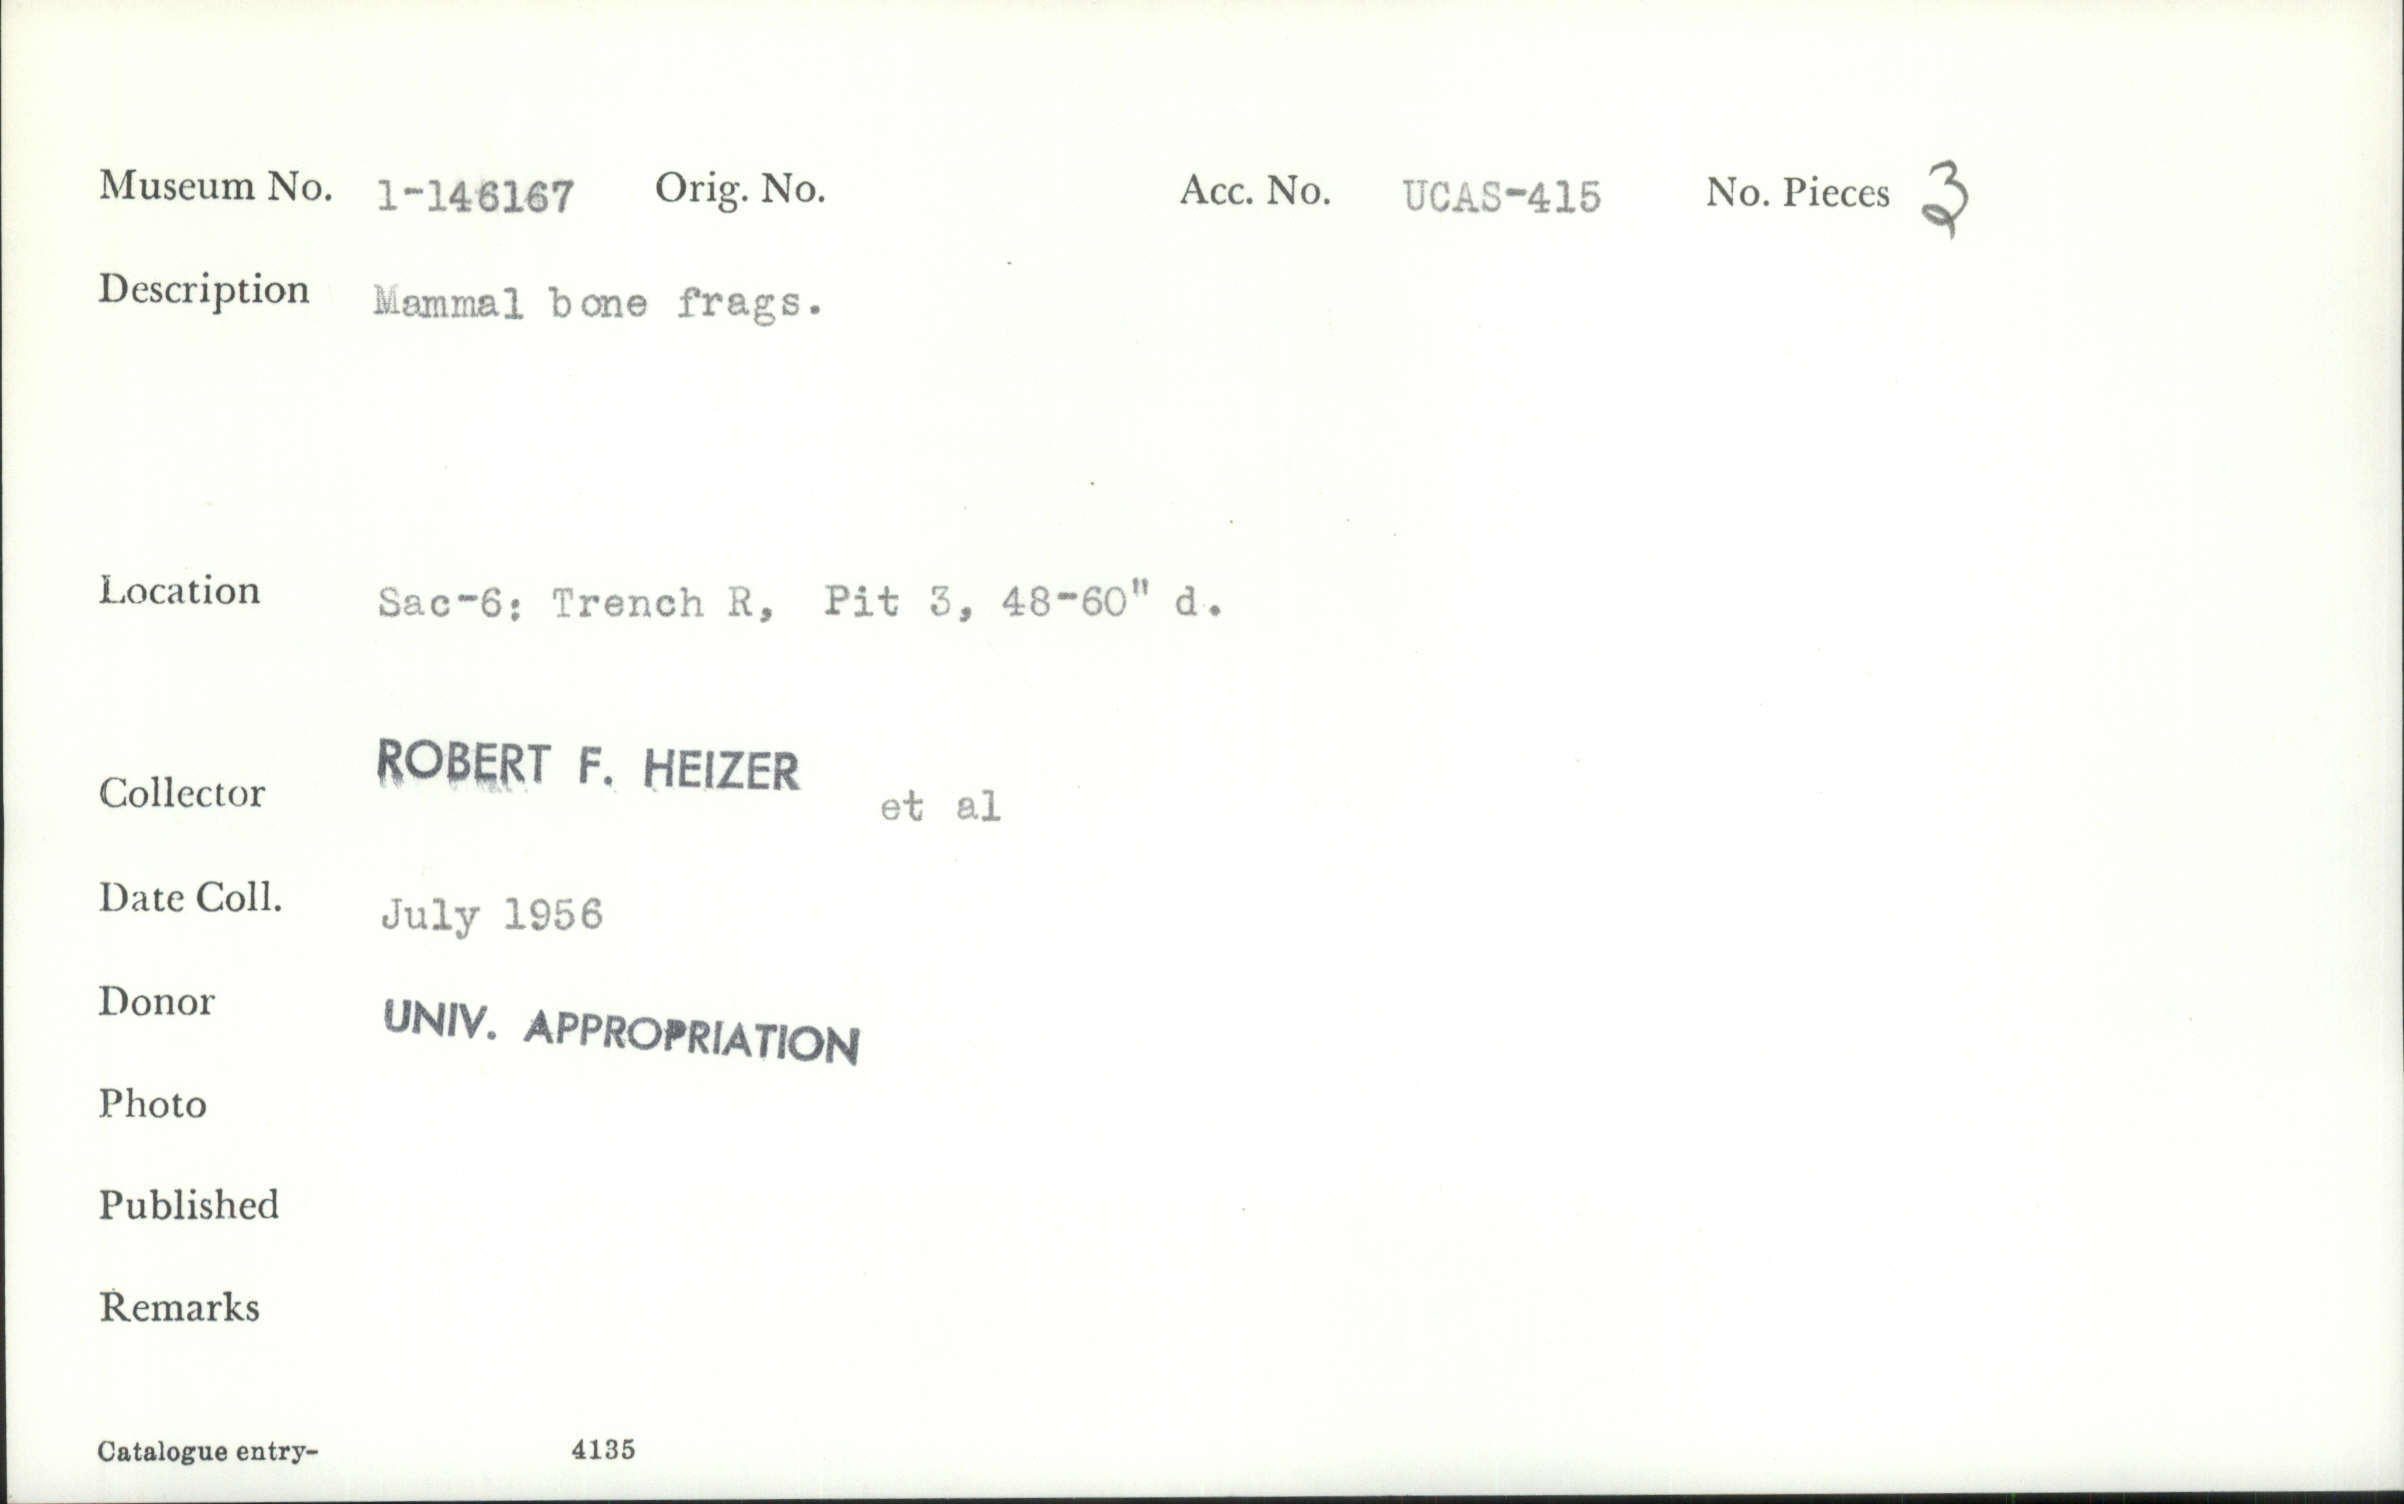 Museum No. 1-146167 Orig. No. Acc. No. UCAS-415 No. Pieces 3
Description Mammal bone frags.
Location Sac-6: Trench R, Pit 3, 48-60" d.
Collector ROBERT F. HEIZER et al
Date Coll. July 1956
Donor UNIV. APPROPRIATION
Photo
Published
Remarks
Catalogue entry- 4135